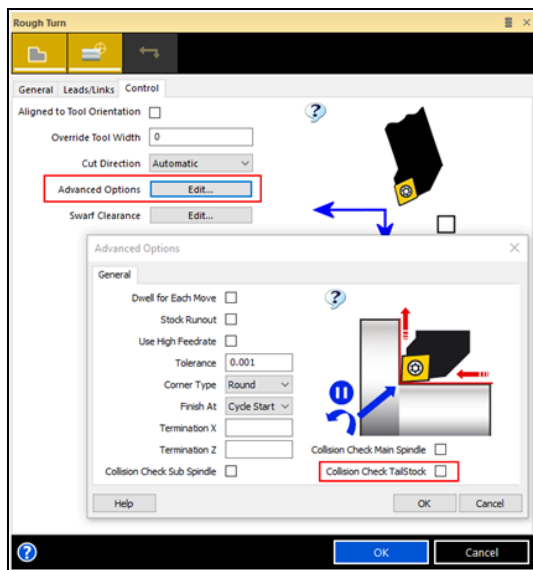 Rough Turn
General Leads/Links Control
Aligned to Tool Orientation
Override Tool Width 0
Cut Direction Automatic
Advanced Options Edit...
Swarf Clearance Edit...
Advanced Options
General
Dwell for Each Move
Stock Runout
Use High Feedrate
Tolerance 0.001
Corner Type Round
Finish At Cycle Start
Termination X
Termination Z
Collision Check Main Spindle
Collision Check Sub Spindle
Collision Check TailStock
Help OK Cancel
OK Cancel